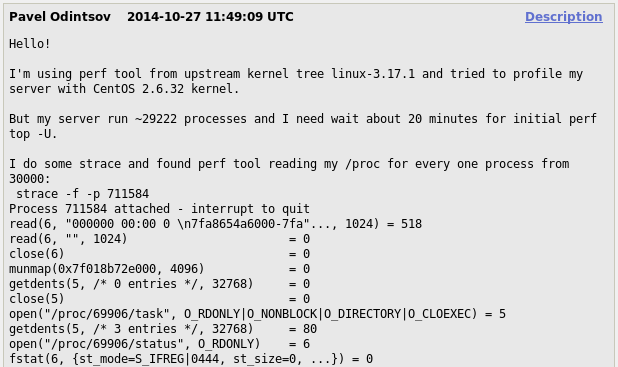 Pavel Odintsov 2014-10-27 11:49:09 UTC Description
Hello!
I'm using perf tool from upstream kernel tree linux-3.17.1 and tried to profile my
server with CentOS 2.6.32 kernel.
But my server run ~29222 processes and I need wait about 20 minutes for initial perf
top -U.
I do some strace and found perf tool reading my /proc for every one process from
30000:
strace -f -p 711584
Process 711584 attached - interrupt to quit
read(6, "000000 00:00 0 \n7fa8654a6000-7fa"..., 1024) = 518
read(6, "", 1024) = 0
close(6) = 0
munmap(0x7f018b72e000, 4096) = 0
getdents(5, /* 0 entries */, 32768) = 0
close(5) = 0
open("/proc/69906/task", O_RDONLY|O_NONBLOCK|O_DIRECTORY|O_CLOEXEC) = 5
getdents(5, /* 3 entries */, 32768) = 80
open("/proc/69906/status", O_RDONLY) = 6
fstat(6, {st_mode=S_IFREG|0444, st_size=0, ...}) = 0